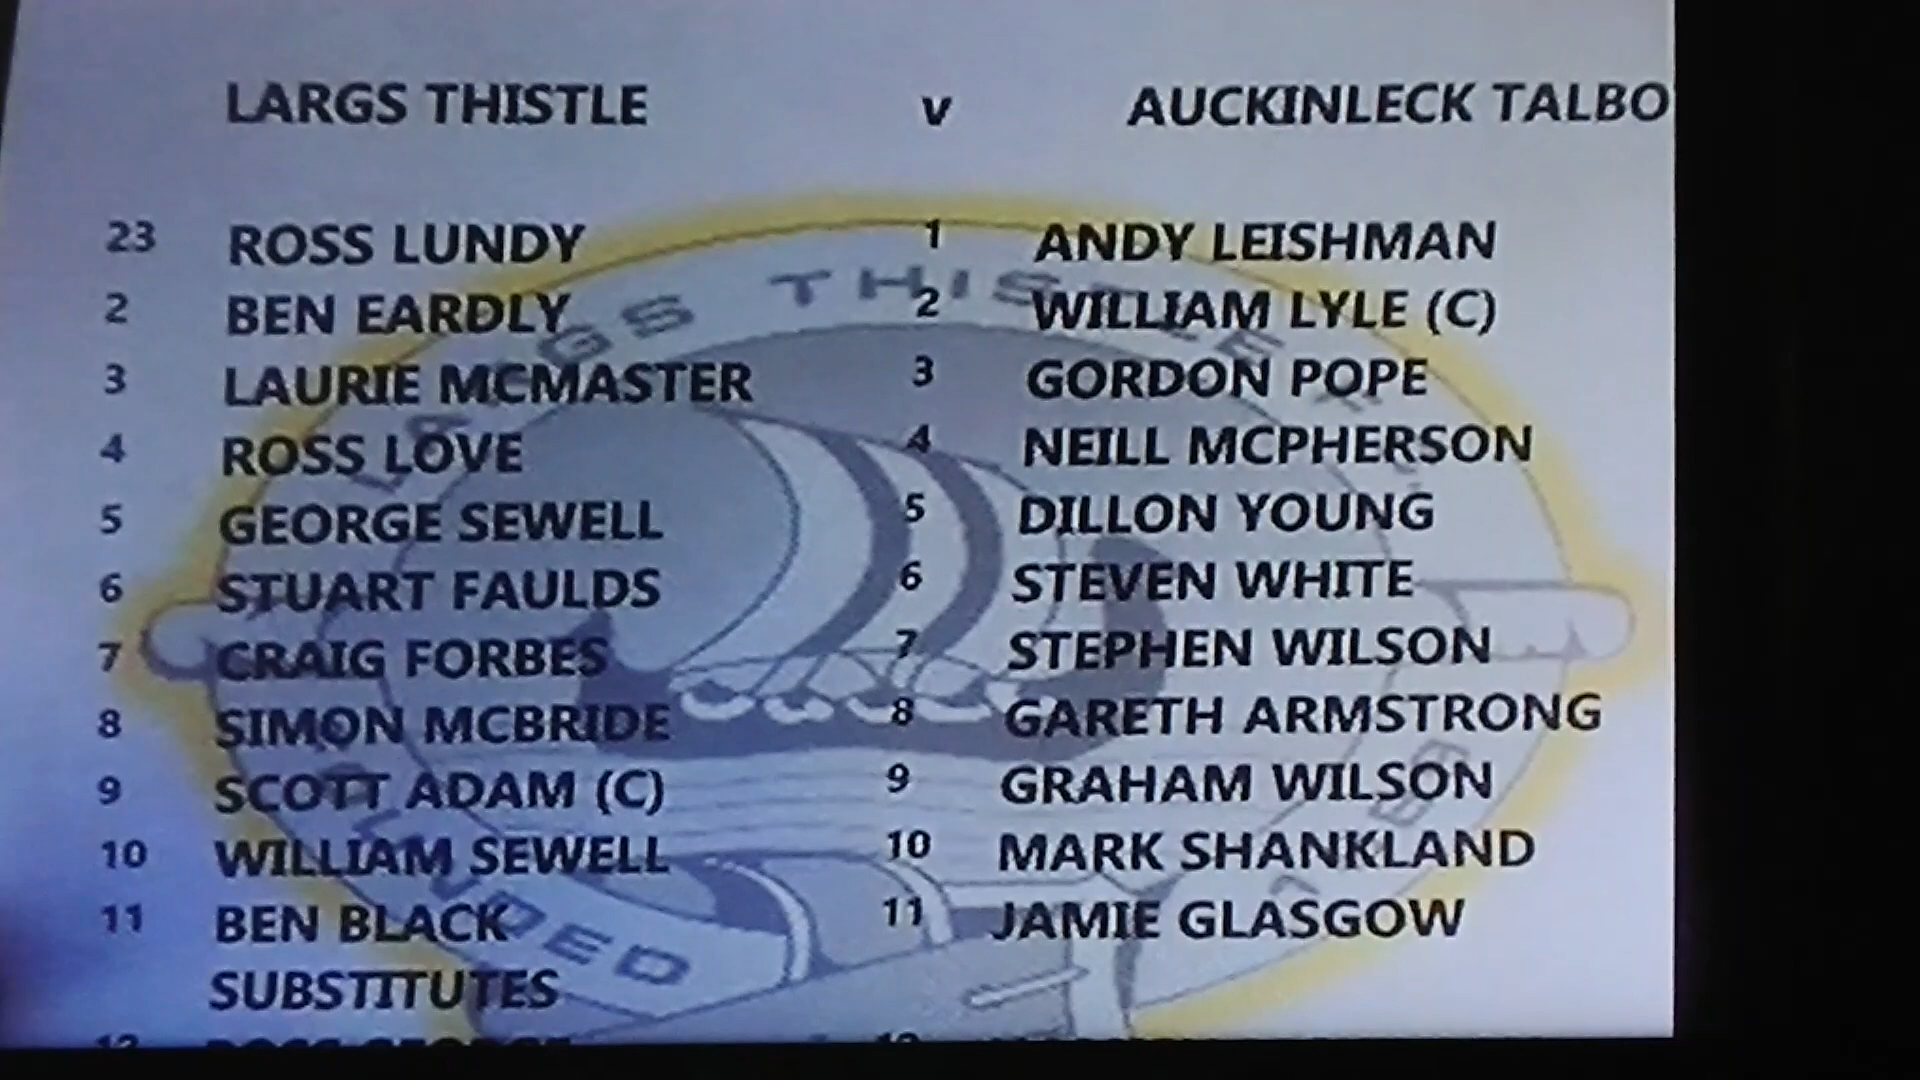 LARGS THISTLE v AUCKINLECK TALBO
23 ROSS LUNDY 1 ANDY LEISHMAN
2 BEN EARDLY 2 WILLIAM LYLE (C)
3 LAURIE MCMASTER 3 GORDON POPE
4 ROSS LOVE 4 NEILL MCPHERSON
5 GEORGE SEWELL 5 DILLON YOUNG
6 STUART FAULDS 6 STEVEN WHITE
7 CRAIG FORBES 7 STEPHEN WILSON
8 SIMON MCBRIDE 8 GARETH ARMSTRONG
9 SCOTT ADAM (C) 9 GRAHAM WILSON
10 WILLIAM SEWELL 10 MARK SHANKLAND
11 BEN BLACK 11 JAMIE GLASGOW
SUBSTITUTES